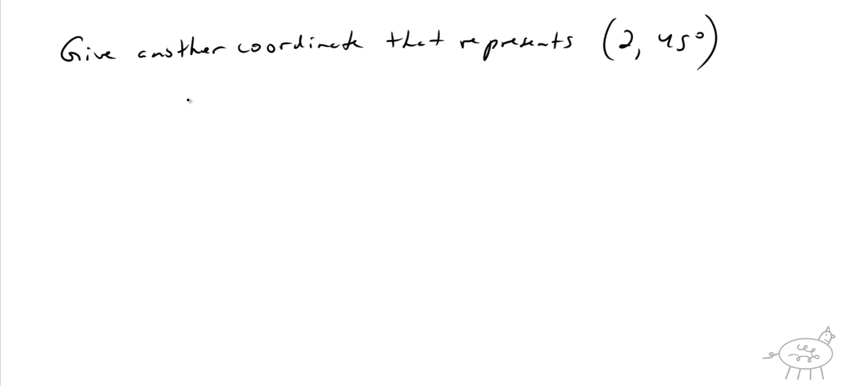 Give another coordinate that represents (2, 45°)